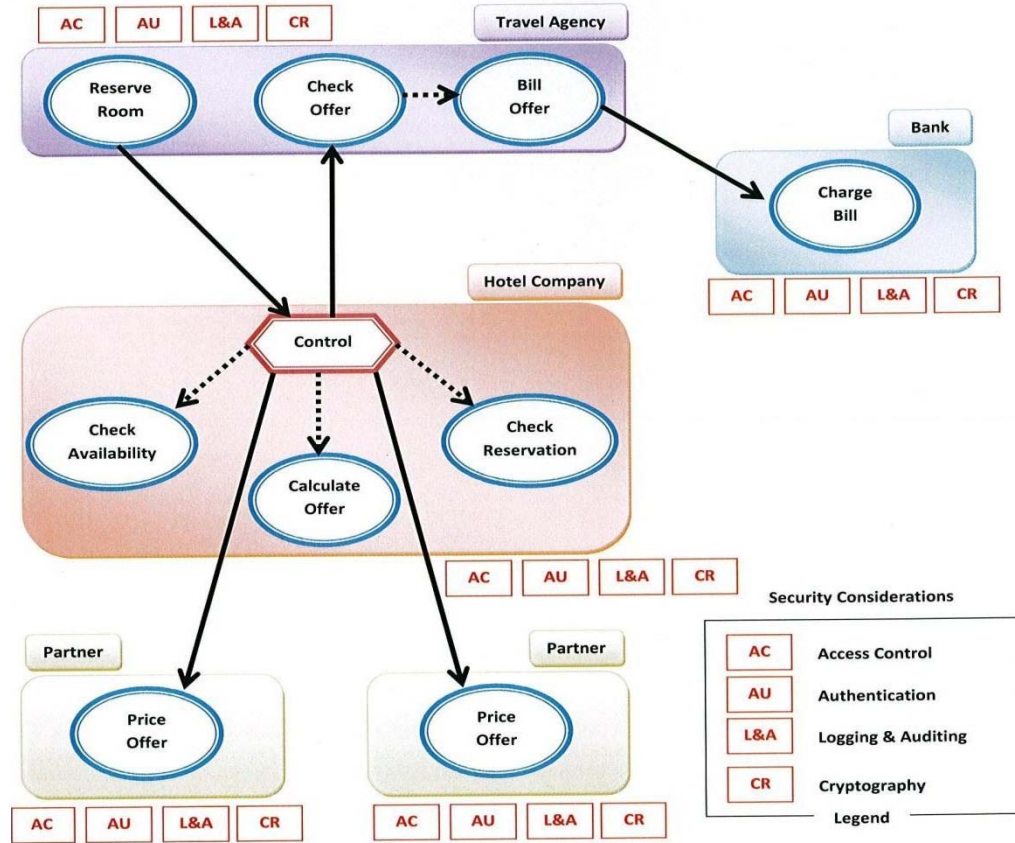 AC AU L&A CR
Travel Agency
Reserve
Room
Check
Offer
Bill
Offer
Bank
Charge
Bill
AC AU L&A CR
Hotel Company
Control
Check
Availability
Calculate
Offer
Check
Reservation
AC AU L&A CR
Partner
Price
Offer
AC AU L&A CR
Partner
Price
Offer
AC AU L&A CR
Security Considerations
AC Access Control
AU Authentication
L&A Logging & Auditing
CR Cryptography
Legend